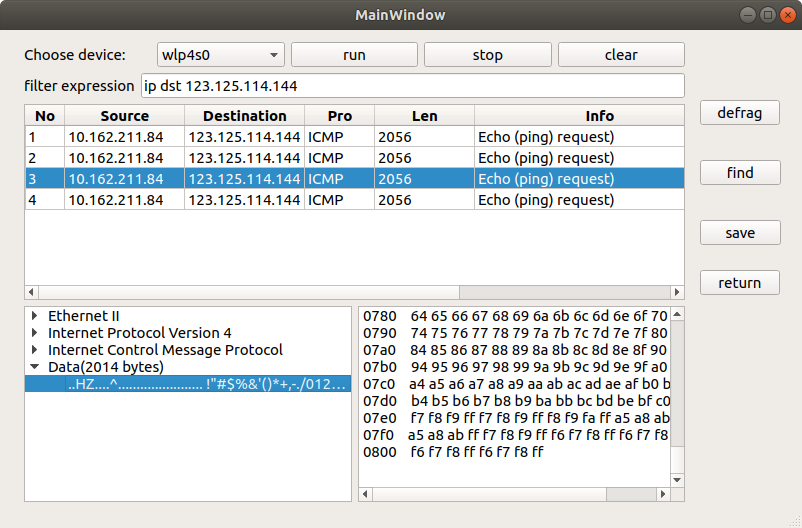 MainWindow
Choose device: wlp4s0 run stop clear
filter expression ip dst 123.125.114.144
No Source Destination Pro Len Info
1 10.162.211.84 123.125.114.144 ICMP 2056 Echo (ping) request)
2 10.162.211.84 123.125.114.144 ICMP 2056 Echo (ping) request)
3 10.162.211.84 123.125.114.144 ICMP 2056 Echo (ping) request)
4 10.162.211.84 123.125.114.144 ICMP 2056 Echo (ping) request)
defrag
find
save
return
Ethernet II
Internet Protocol Version 4
Internet Control Message Protocol
Data(2014 bytes)
..HZ....^....................... !"#$%&'()*+,-./012...
0780 64 65 66 67 68 69 6a 6b 6c 6d 6e 6f 70
0790 74 75 76 77 78 79 7a 7b 7c 7d 7e 7f 80
07a0 84 85 86 87 88 89 8a 8b 8c 8d 8e 8f 90
07b0 94 95 96 97 98 99 9a 9b 9c 9d 9e 9f a0
07c0 a4 a5 a6 a7 a8 a9 aa ab ac ad ae af b0 b
07d0 b4 b5 b6 b7 b8 b9 ba bb bc bd be bf c0
07e0 f7 f8 f9 ff f7 f8 f9 ff f8 f9 fa ff a5 a8 ab
07f0 a5 a8 ab ff f7 f8 f9 ff f6 f7 f8 ff f6 f7 f8
0800 f6 f7 f8 ff f6 f7 f8 ff